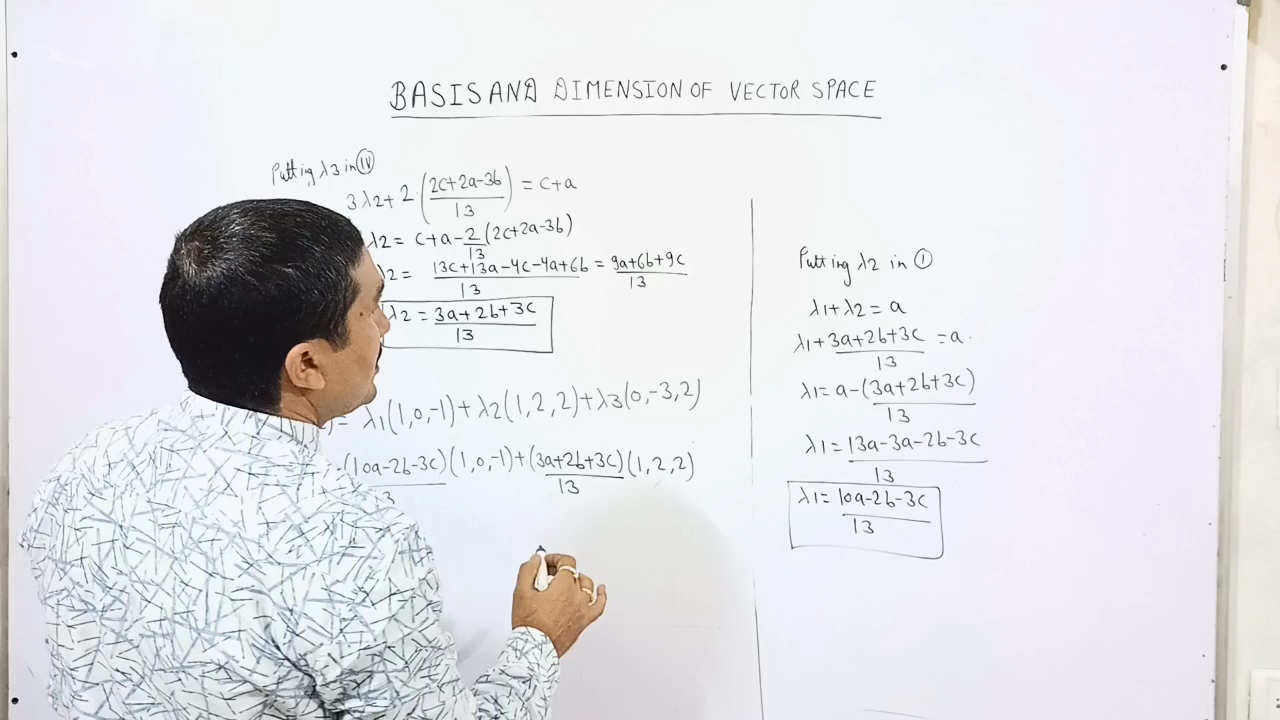 BASIS AND DIMENSION OF VECTOR SPACE
Putting λ3 in (IV)
3λ2 + 2·((2c+2a-3b)/13) = c+a
λ2 = c+a-2/13(2c+2a-3b)
2 = (13c+13a-4c-4a+6b)/13 = (9a+6b+9c)/13
λ2 = (3a+2b+3c)/13
= λ1(1,0,-1)+λ2(1,2,2)+λ3(0,-3,2)
(10a-2b-3c)/13 (1,0,-1)+(3a+2b+3c)/13 (1,2,2)
Putting λ2 in (I)
λ1+λ2=a
λ1+(3a+2b+3c)/13 =a.
λ1=a-(3a+2b+3c)/13
λ1=(13a-3a-2b-3c)/13
λ1=(10a-2b-3c)/13